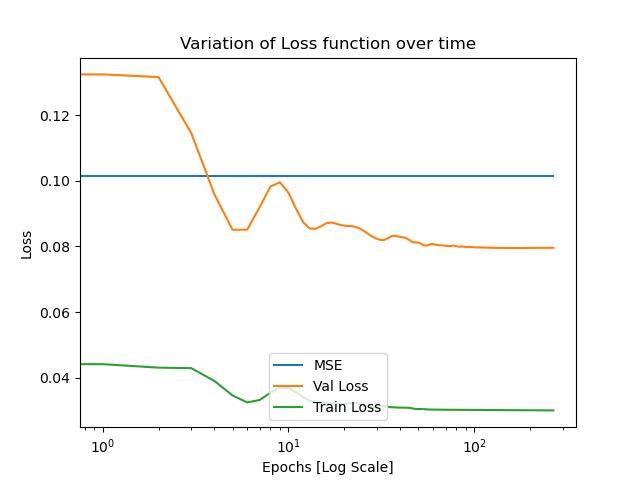 Variation of Loss function over time
0.12
0.10
0.08
0.06
0.04
Loss
MSE
Val Loss
Train Loss
10⁰
10¹
10²
Epochs [Log Scale]